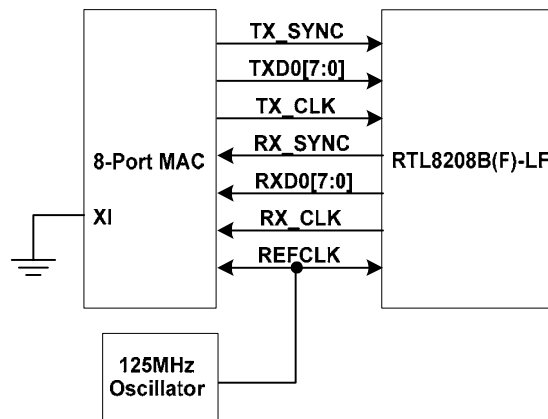 TX_SYNC
TXD0[7:0]
TX_CLK
RX_SYNC
8-Port MAC
RTL8208B(F)-LF
RXD0[7:0]
XI
RX_CLK
REFCLK
125MHz
Oscillator